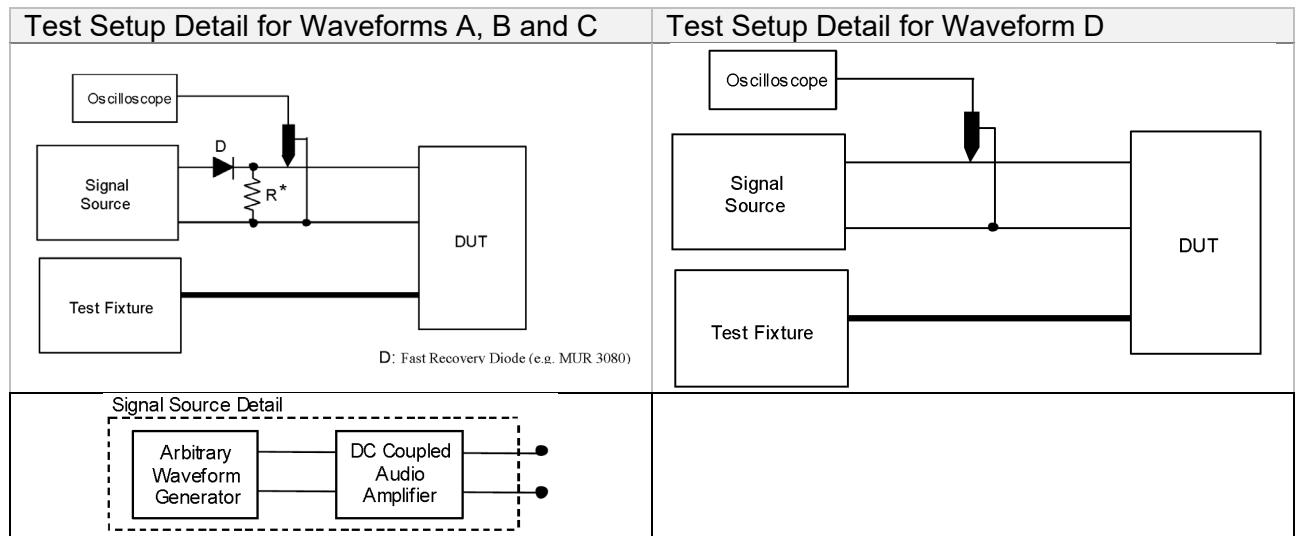 Test Setup Detail for Waveforms A, B and C
Oscilloscope
D
R*
Signal
Source
DUT
Test Fixture
D: Fast Recovery Diode (e.g. MUR 3080)
Test Setup Detail for Waveform D
Oscilloscope
Signal
Source
DUT
Test Fixture
Signal Source Detail
Arbitrary
Waveform
Generator
DC Coupled
Audio
Amplifier